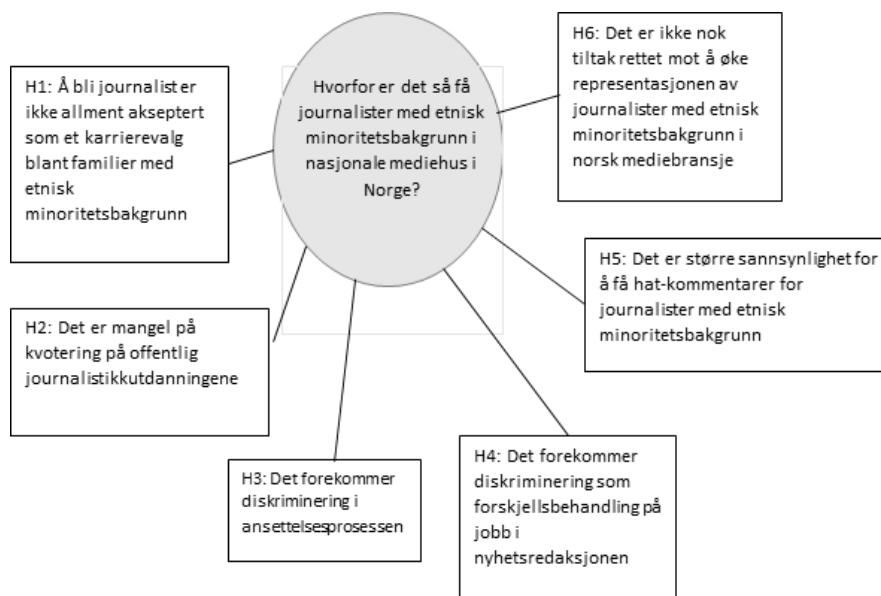 Hvorfor er det så få
journalister med etnisk
minoritetsbakgrunn i
nasjonale mediehus i
Norge?
H1: Å bli journalist er
ikke allment akseptert
som et karrierevalg
blant familier med
etnisk
minoritetsbakgrunn
H2: Det er mangel på
kvotering på offentlig
journalistikkutdanningene
H3: Det forekommer
diskriminering i
ansettelsesprosessen
H4: Det forekommer
diskriminering som
forskjellsbehandling på
jobb i
nyhetsredaksjonen
H5: Det er større sannsynlighet for
å få hat-kommentarer for
journalister med etnisk
minoritetsbakgrunn
H6: Det er ikke nok
tiltak rettet mot å øke
representasjonen av
journalister med etnisk
minoritetsbakgrunn i
norsk mediebransje